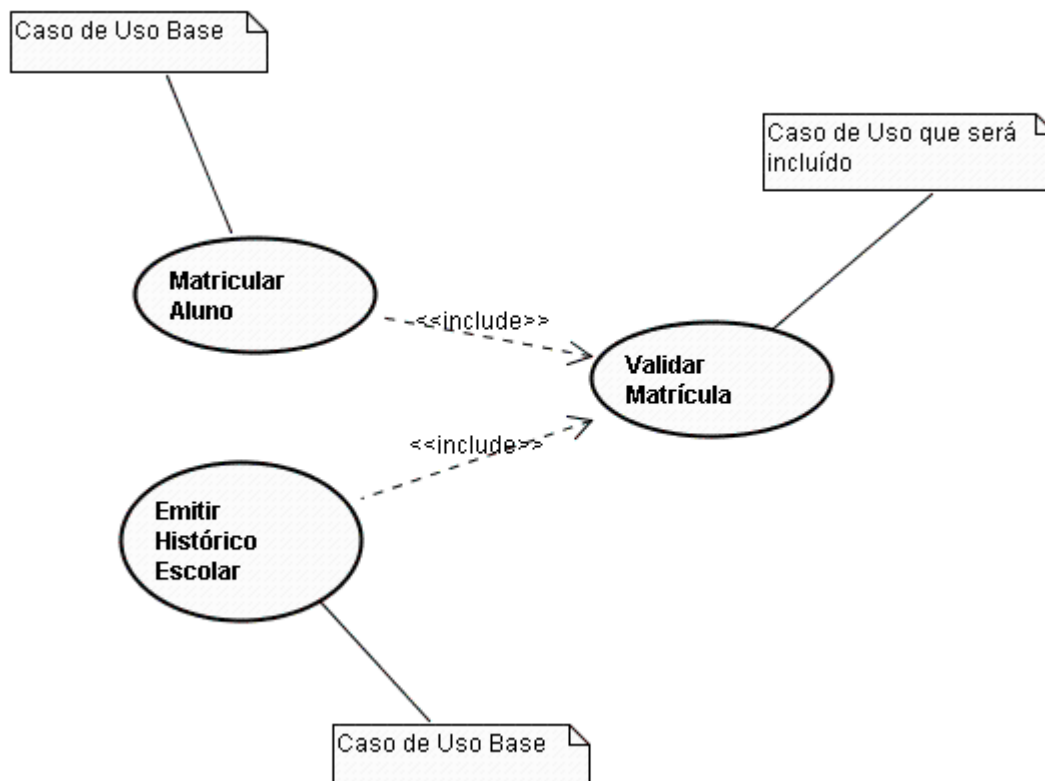 Caso de Uso Base
Caso de Uso que será
incluído
Matricular
Aluno
<<include>>
Validar
Matrícula
<<include>>
Emitir
Histórico
Escolar
Caso de Uso Base